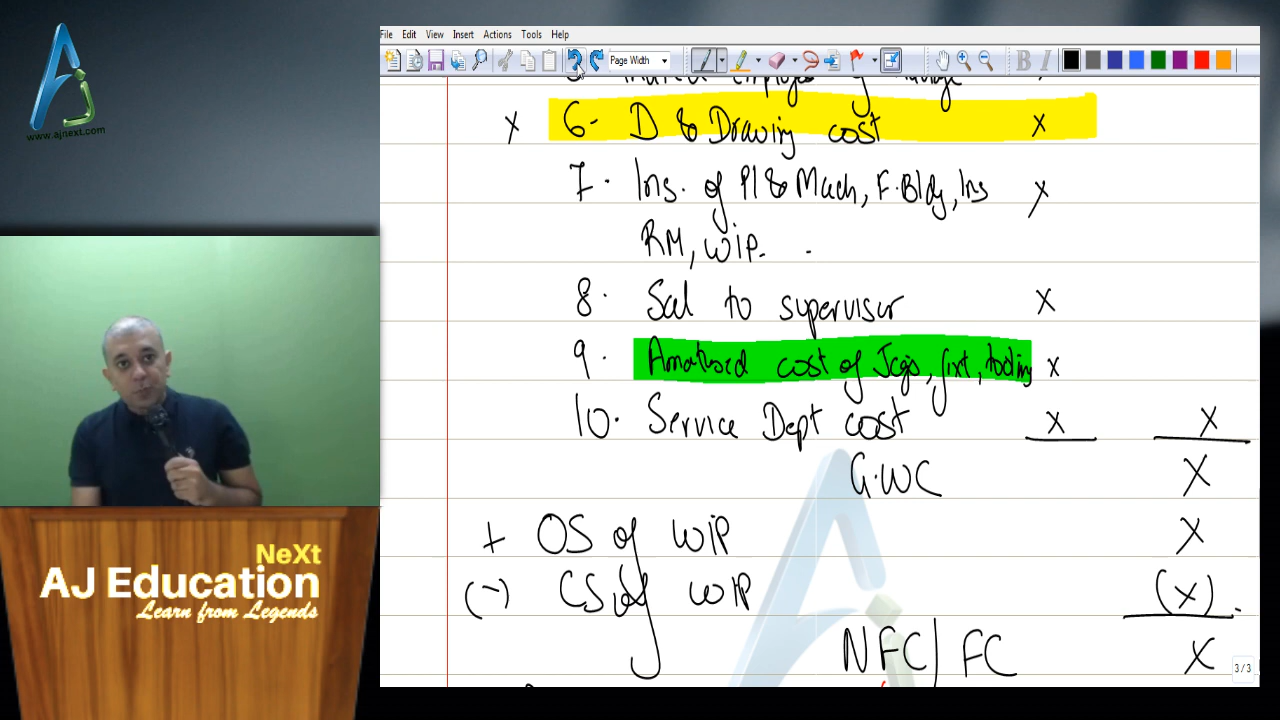 www.ajnext.com
File Edit View Insert Actions Tools Help
Page Width
B I U
x 6. D & Drawing cost x
7. Ins. of Pl & Mach, F. Bldg, Ins x
RM, WIP.
8. Sal to supervisor x
9. Amotised cost of Jogs, fixt, tooling x
10. Service Dept cost x x
G.WC x
+ OS of WIP x
(-) CS of WIP (x).
NFC | FC x
3/3
NeXt
AJ Education
Learn from Legends